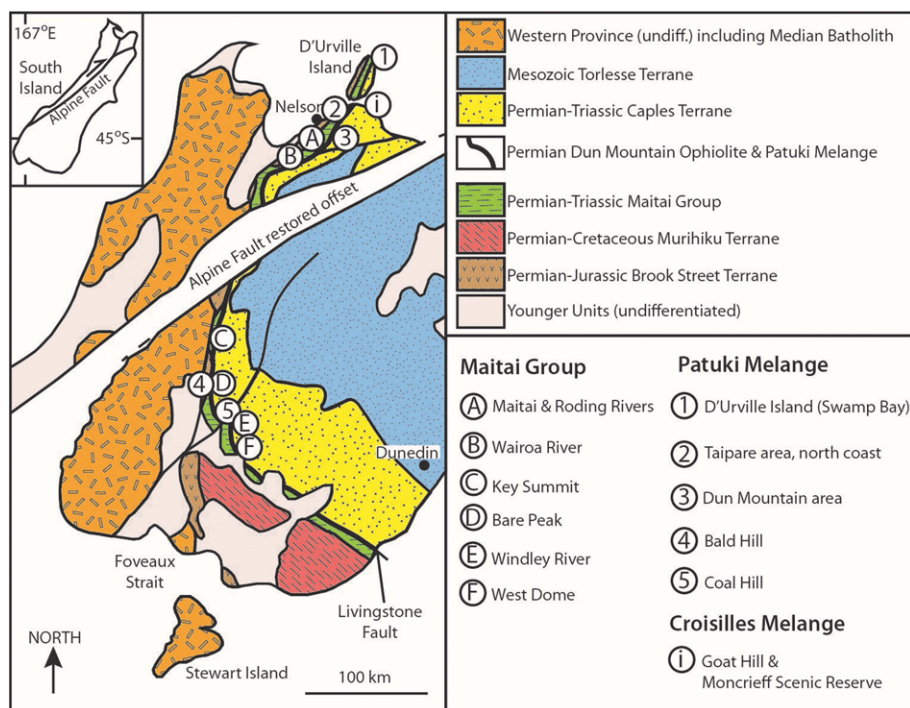 167°E
South
Island
Alpine Fault
45°S
D'Urville
Island
1
Nelson
2
i
A
3
B
Alpine Fault restored offset
C
4
D
5
E
F
Dunedin
Foveaux
Strait
Livingstone
Fault
NORTH
Stewart Island
100 km
Western Province (undiff.) including Median Batholith
Mesozoic Torlesse Terrane
Permian-Triassic Caples Terrane
Permian Dun Mountain Ophiolite & Patuki Melange
Permian-Triassic Maitai Group
Permian-Cretaceous Murihiku Terrane
Permian-Jurassic Brook Street Terrane
Younger Units (undifferentiated)
Maitai Group
A Maitai & Roding Rivers
B Wairoa River
C Key Summit
D Bare Peak
E Windley River
F West Dome
Patuki Melange
1 D'Urville Island (Swamp Bay)
2 Taipare area, north coast
3 Dun Mountain area
4 Bald Hill
5 Coal Hill
Croisilles Melange
i Goat Hill &
Moncrieff Scenic Reserve